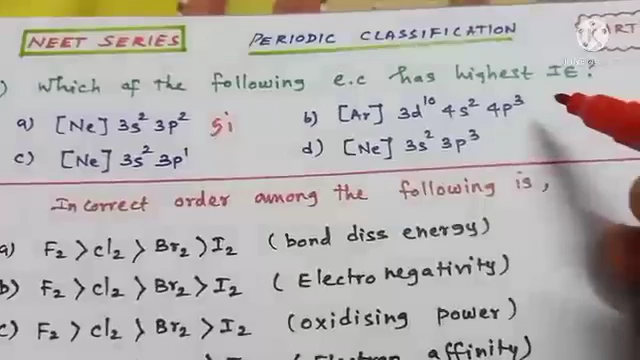 NEET SERIES PERIODIC CLASSIFICATION
KINEMASTER
) Which of the following e.c has highest IE?
a) [Ne] 3s² 3p² Si b) [Ar] 3d¹⁰ 4s² 4p³
c) [Ne] 3s² 3p¹ d) [Ne] 3s² 3p³
Incorrect order among the following is,
a) F₂ > Cl₂ > Br₂ > I₂ (bond diss energy)
b) F₂ > Cl₂ > Br₂ > I₂ (Electronegativity)
c) F₂ > Cl₂ > Br₂ > I₂ (oxidising power)
affinity)